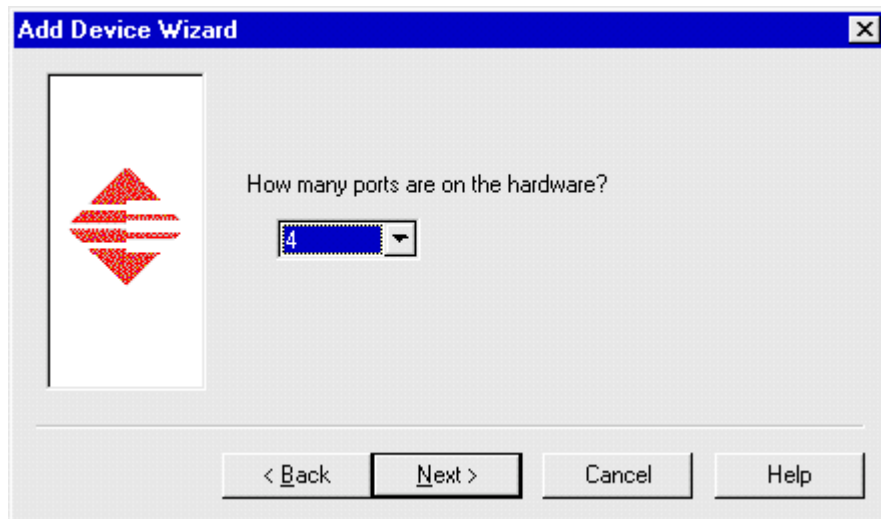 Add Device Wizard
How many ports are on the hardware?
4
< Back Next > Cancel Help